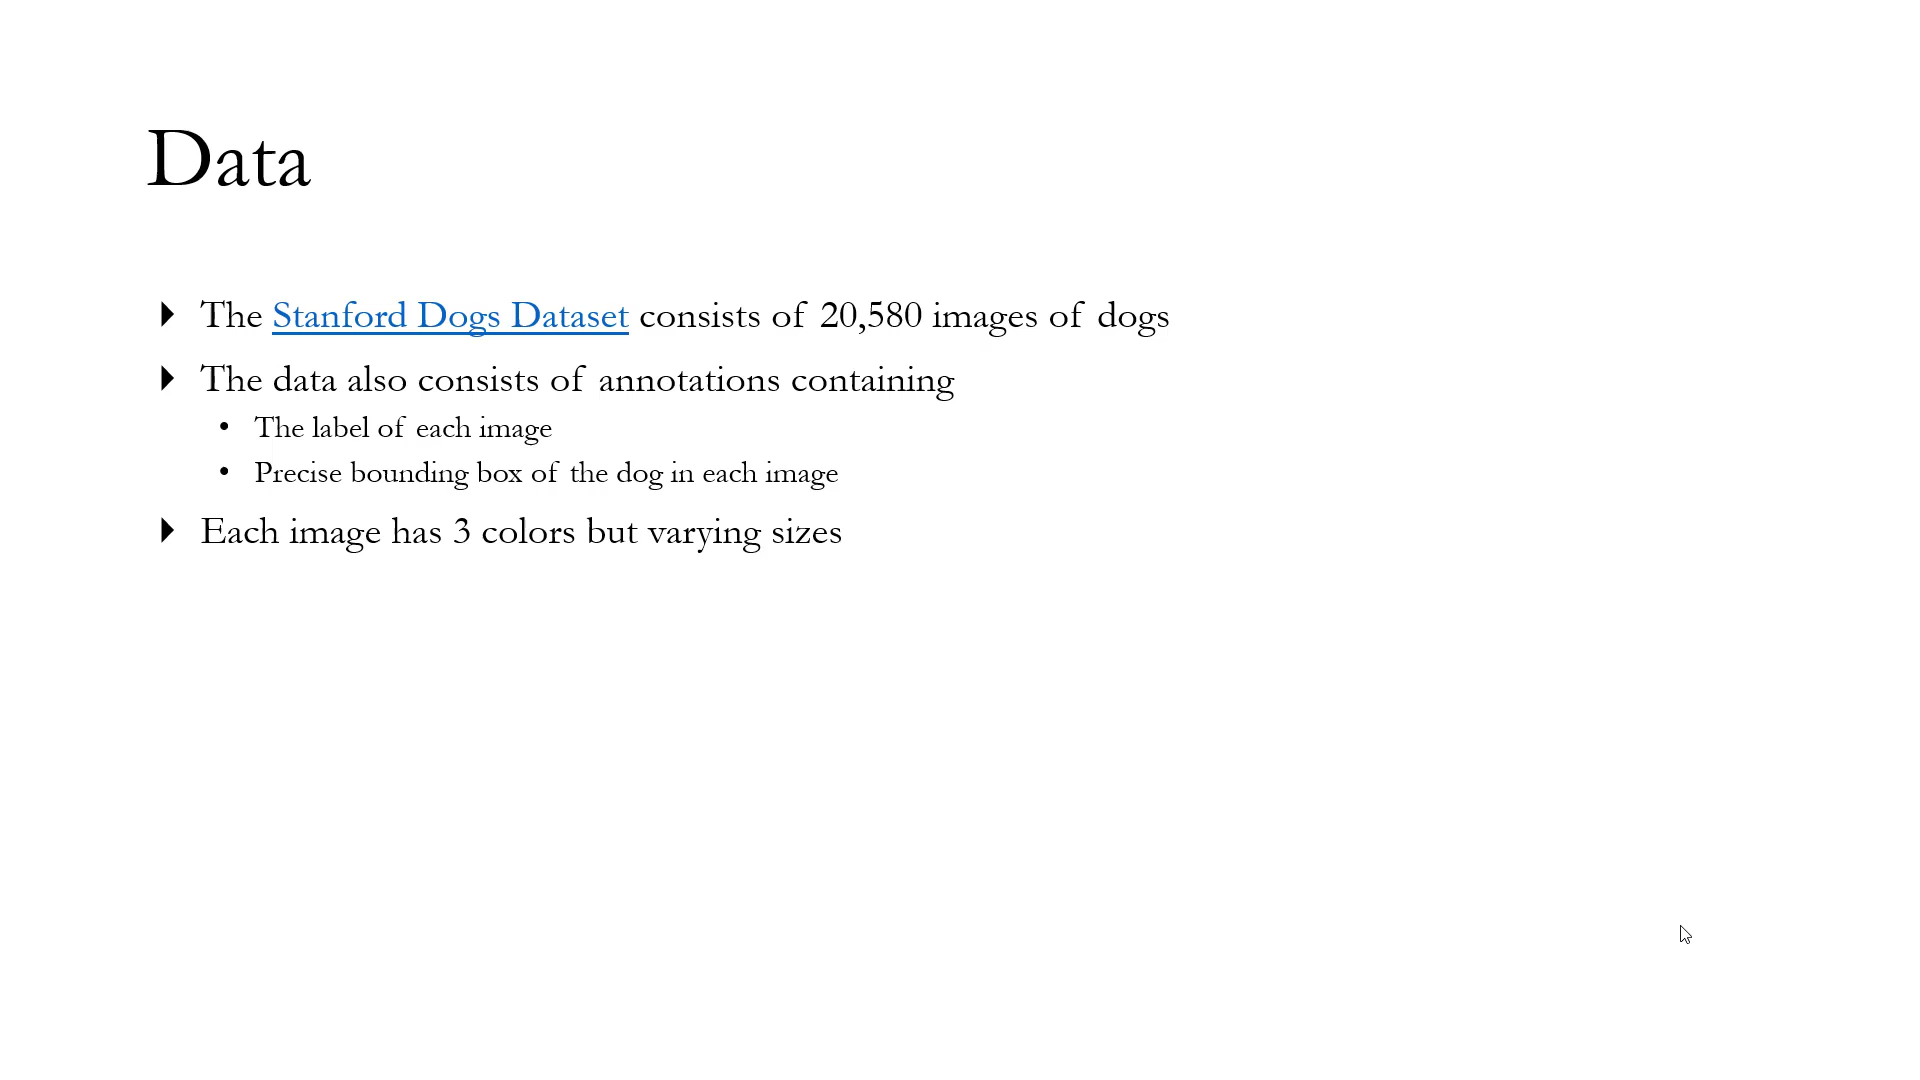 Data
The Stanford Dogs Dataset consists of 20,580 images of dogs
The data also consists of annotations containing
• The label of each image
• Precise bounding box of the dog in each image
Each image has 3 colors but varying sizes